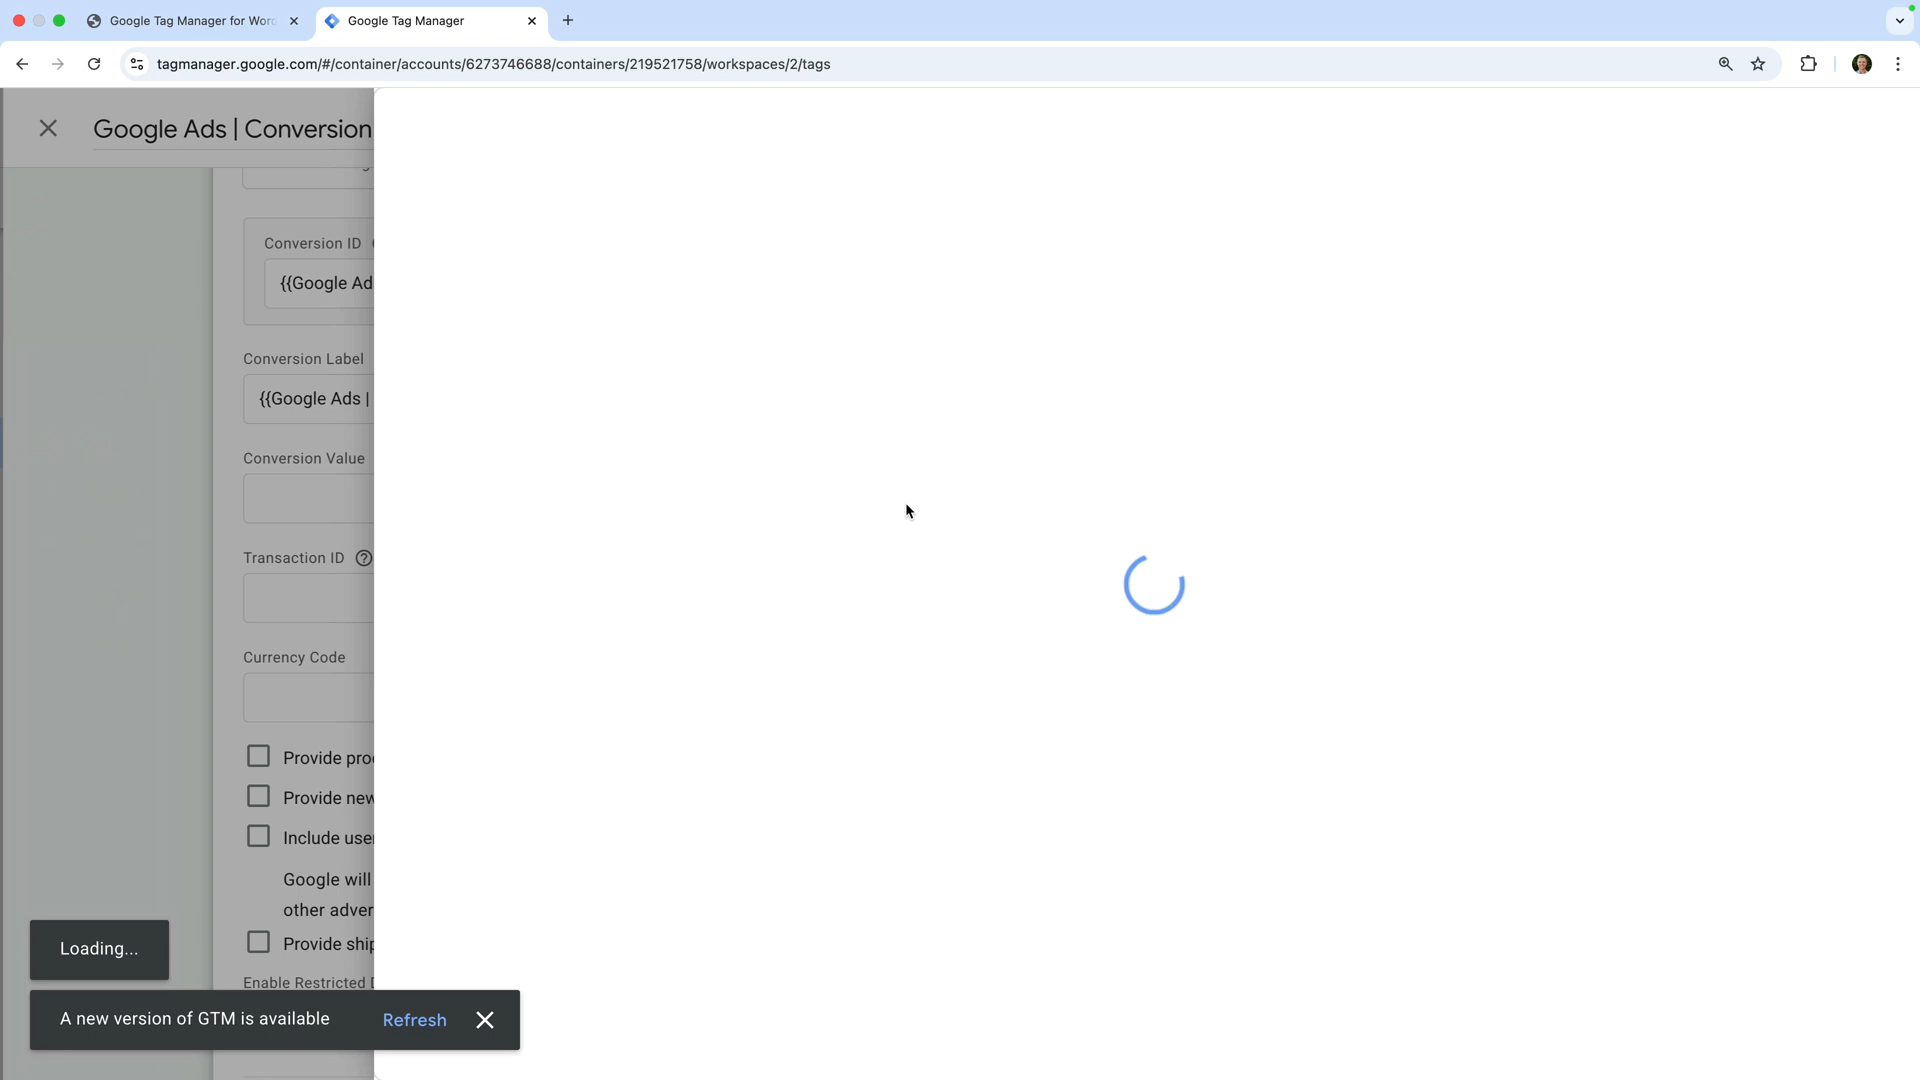 Google Tag Manager for Word
Google Tag Manager
tagmanager.google.com/#/container/accounts/6273746688/containers/219521758/workspaces/2/tags
Google Ads | Conversion
Conversion ID
{{Google Ad
Conversion Label
{{Google Ads |
Conversion Value
Transaction ID
Currency Code
Provide pro
Provide new
Include use
Google will
other adver
Provide ship
Enable Restricted D
Loading...
A new version of GTM is available
Refresh